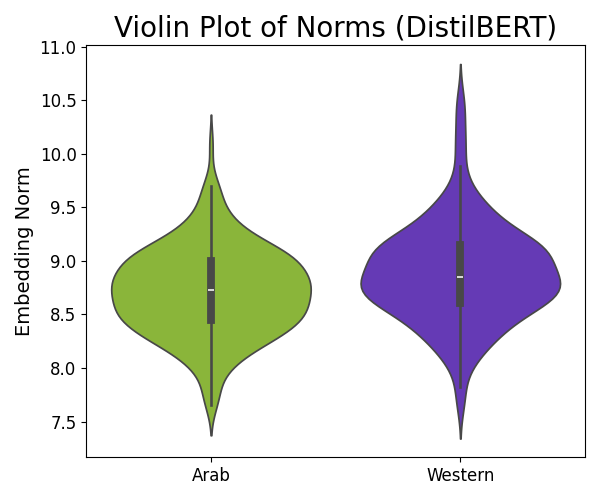 Violin Plot of Norms (DistilBERT)
11.0
10.5
10.0
9.5
9.0
8.5
8.0
7.5
Embedding Norm
Arab
Western